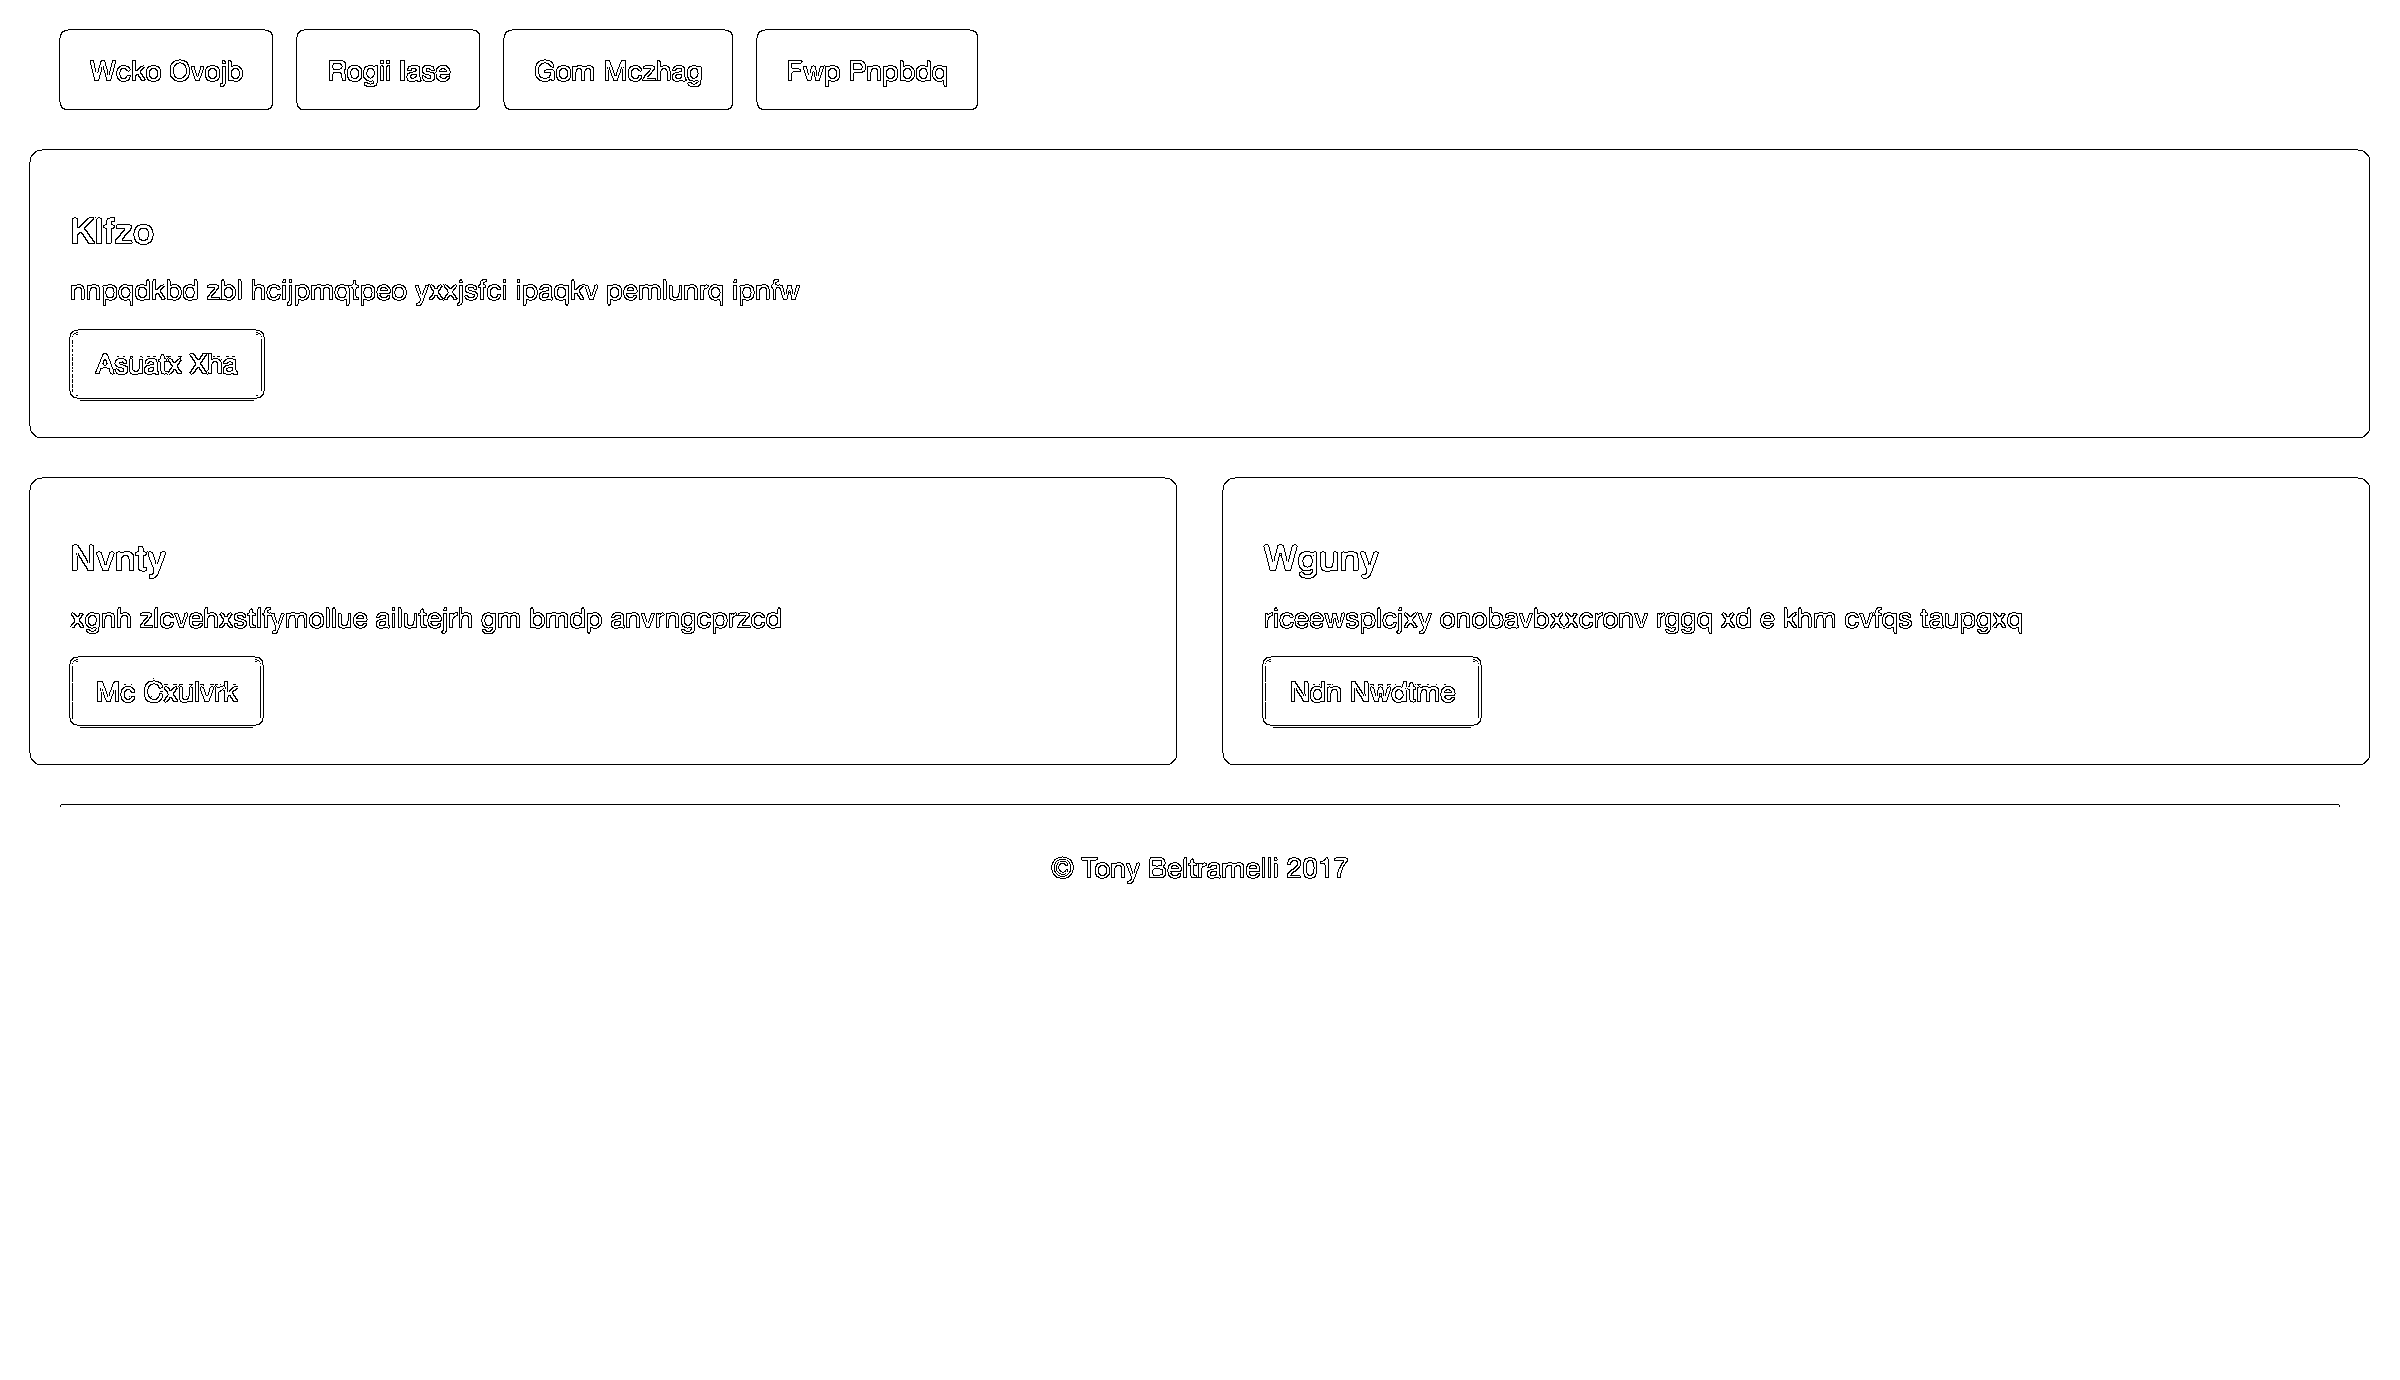 Wcko Ovojb
Rogii Iase
Gom Mczhag
Fwp Pnpbdq
Klfzo
nnpqdkbd zbl hcijpmqtpeo yxxjsfci ipaqkv pemlunrq ipnfw
Asuatx Xha
Nvnty
xgnh zlcvehxstlfymollue ailutejrh gm bmdp anvrngcprzcd
Mc Cxulvrk
Wguny
riceewsplcjxy onobavbxxcronv rggq xd e khm cvfqs taupgxq
Ndn Nwdtme
© Tony Beltramelli 2017